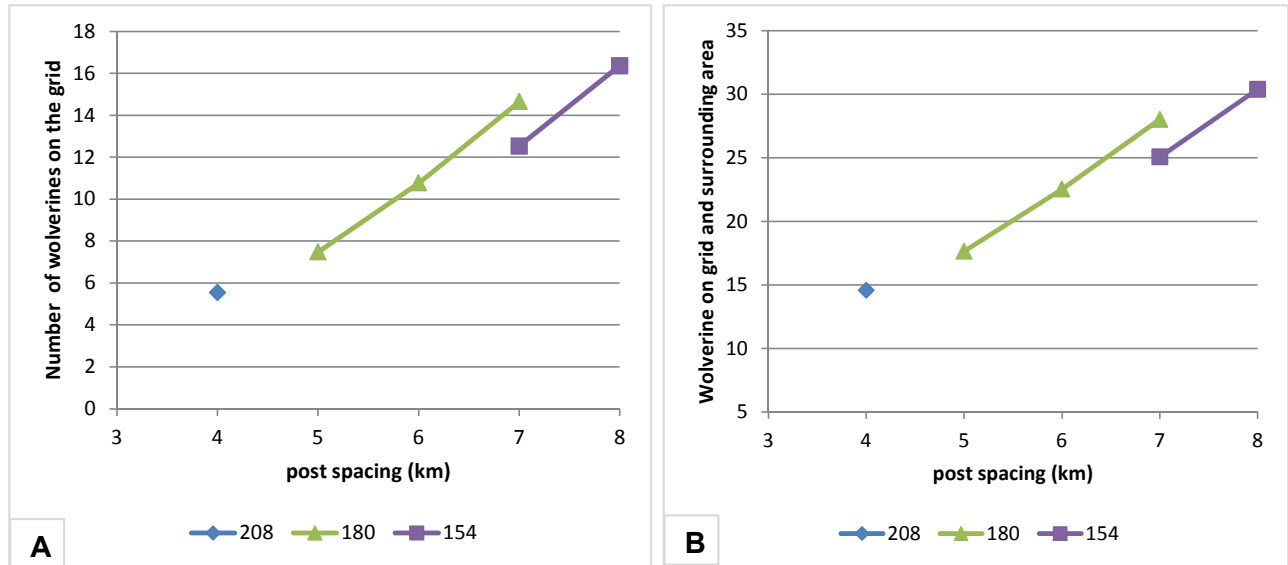 Number of wolverines on the grid
18
16
14
12
10
8
6
4
2
0
3 4 5 6 7 8
post spacing (km)
208 180 154
A
Wolverine on grid and surrounding area
35
30
25
20
15
10
5
3 4 5 6 7 8
post spacing (km)
208 180 154
B